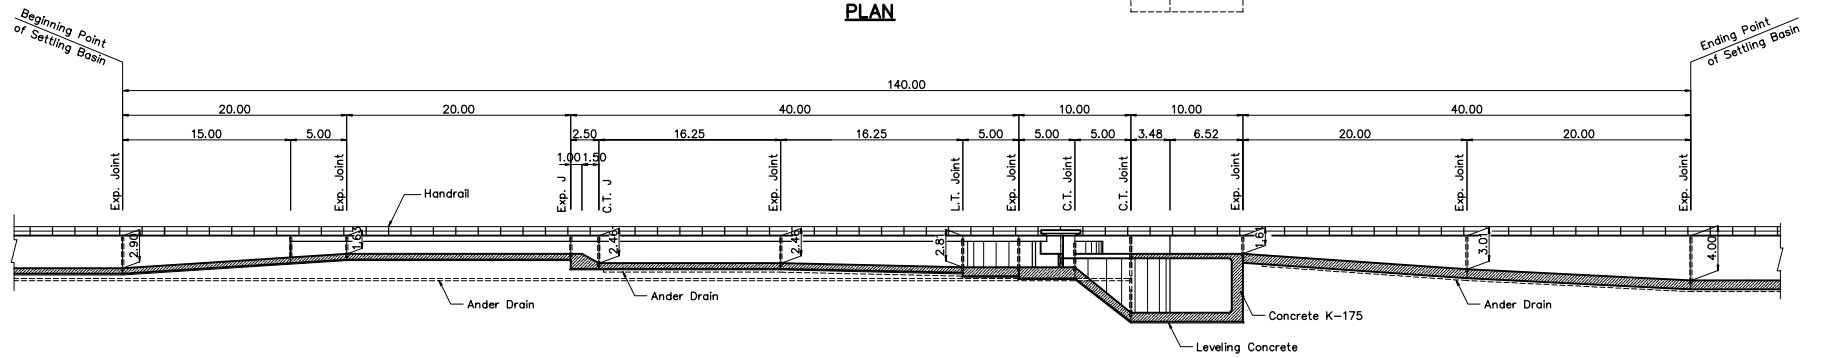 PLAN
Beginning Point
of Settling Basin
Ending Point
of Settling Basin
140.00
20.00 20.00 40.00 10.00 10.00 40.00
15.00 5.00 2.50 16.25 16.25 5.00 5.00 5.00 3.48 6.52 20.00 20.00
1.00 1.50
Exp. Joint
Exp. Joint
Exp. J
C.T. J
Exp. Joint
L.T. Joint
Exp. Joint
C.T. Joint
C.T. Joint
Exp. Joint
Exp. Joint
Exp. Joint
Handrail
2.90
1.63
2.46
2.46
2.81
1.61
3.01
4.00
Ander Drain
Ander Drain
Ander Drain
Concrete K-175
Leveling Concrete